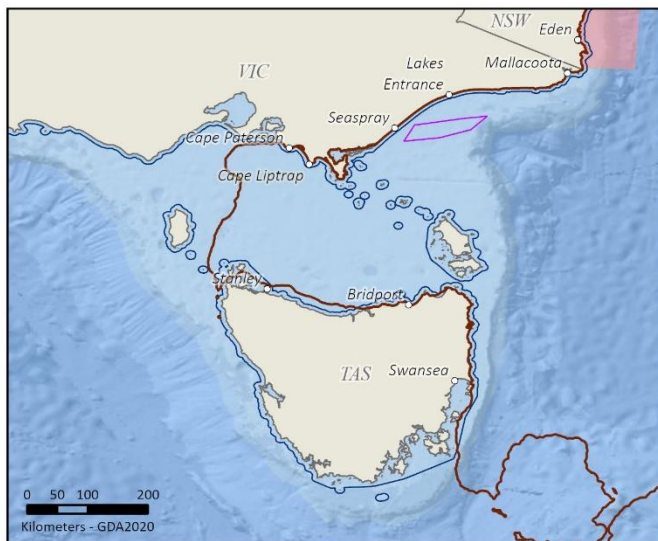 NSW
Eden
Mallacoota
Lakes
Entrance
VIC
Seaspray
Cape Paterson
Cape Liptrap
Stanley
Bridport
Swansea
TAS
0 50 100 200
Kilometers - GDA2020